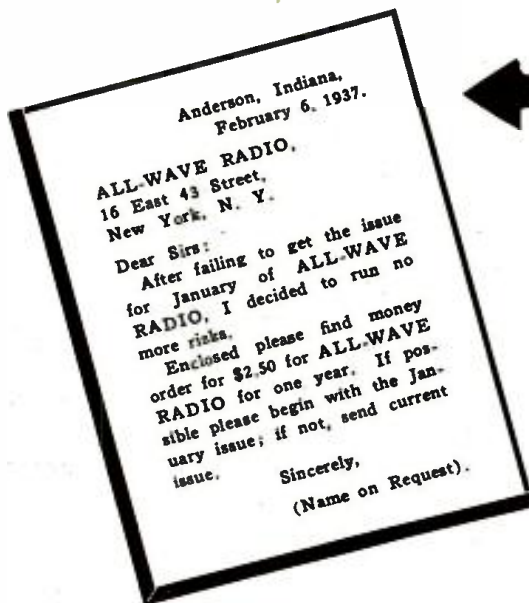 Anderson, Indiana,
February 6, 1937.
ALL-WAVE RADIO,
16 East 43 Street,
New York, N. Y.
Dear Sirs:
After failing to get the issue
for January of ALL-WAVE
RADIO, I decided to run no
more risks.
Enclosed please find money
order for $2.50 for ALL-WAVE
RADIO for one year. If pos-
sible please begin with the Jan-
uary issue; if not, send current
issue.
Sincerely,
(Name on Request).